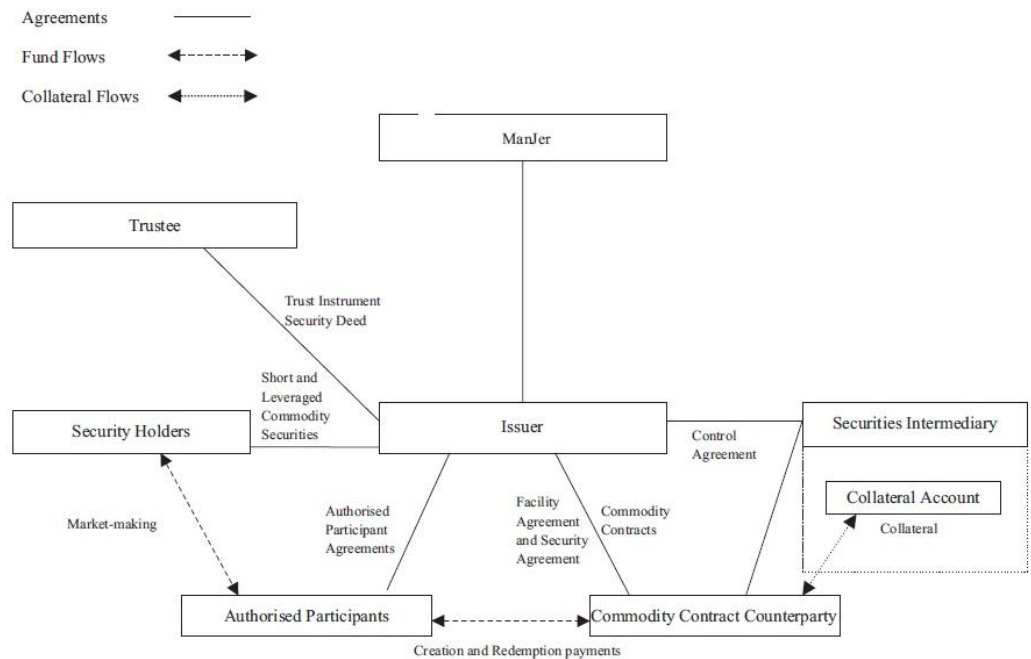 Agreements
Fund Flows
Collateral Flows
ManJer
Trustee
Trust Instrument
Security Deed
Short and
Leveraged
Commodity
Securities
Security Holders
Issuer
Securities Intermediary
Control
Agreement
Collateral Account
Collateral
Market-making
Authorised
Participant
Agreements
Facility
Agreement
and Security
Agreement
Commodity
Contracts
Authorised Participants
Commodity Contract Counterparty
Creation and Redemption payments